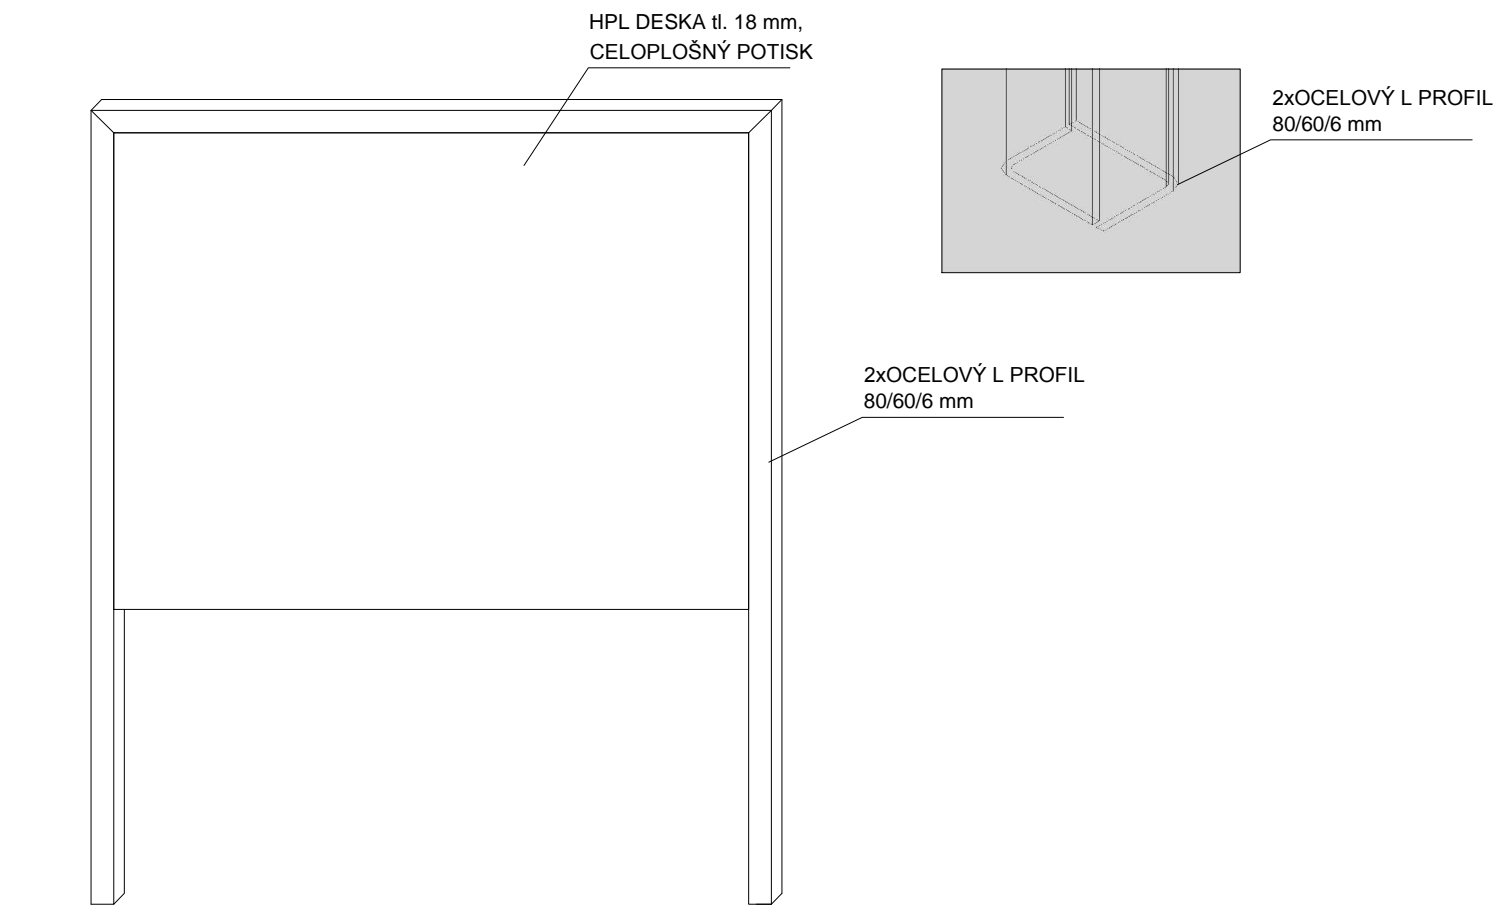 HPL DESKA tl. 18 mm,
CELOPLOŠNÝ POTISK
2xOCELOVÝ L PROFIL
80/60/6 mm
2xOCELOVÝ L PROFIL
80/60/6 mm